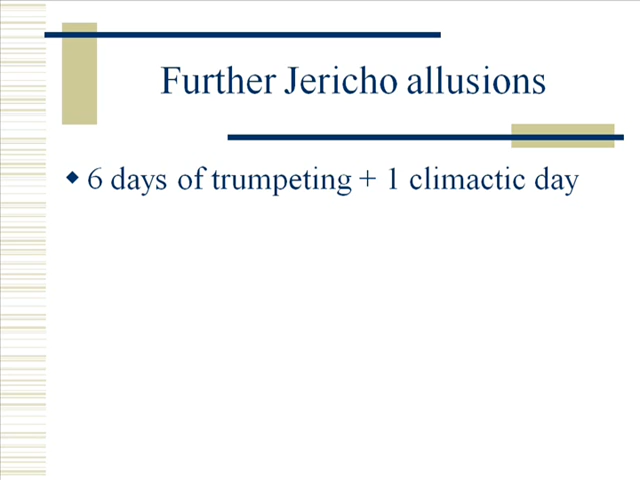 Further Jericho allusions
6 days of trumpeting + 1 climactic day